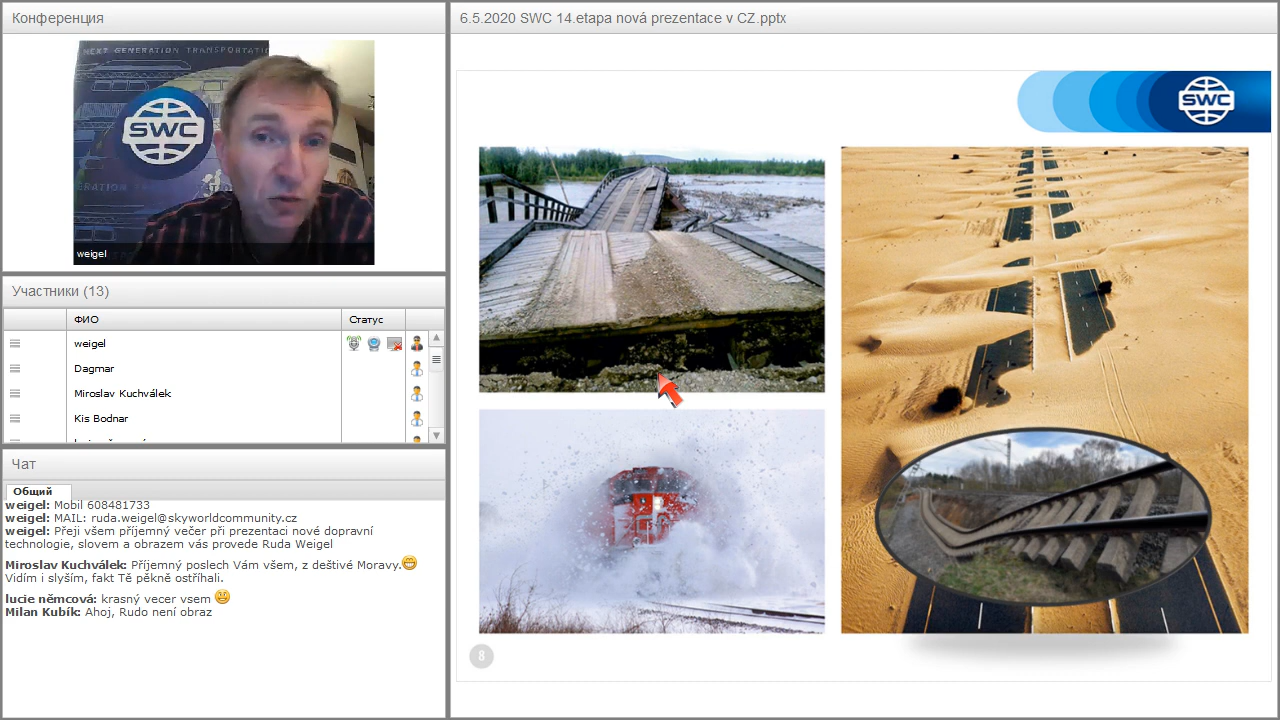 Конференция
NEXT GENERATION TRANSPORTATI
SWC
RATION TRA
weigel
Участники (13)
ФИО
Статус
weigel
Dagmar
Miroslav Kuchválek
Kis Bodnar
Чат
Общий
weigel: Mobil 608481733
weigel: MAIL: ruda.weigel@skyworldcommunity.cz
weigel: Přeji všem příjemný večer při prezentaci nové dopravní
technologie, slovem a obrazem vás provede Ruda Weigel
Miroslav Kuchválek: Příjemný poslech Vám všem, z deštivé Moravy.
Vidím i slyším, fakt Tě pěkně ostříhali.
lucie němcová: krasný vecer vsem
Milan Kubík: Ahoj, Rudo není obraz
6.5.2020 SWC 14.etapa nová prezentace v CZ.pptx
SWC
8